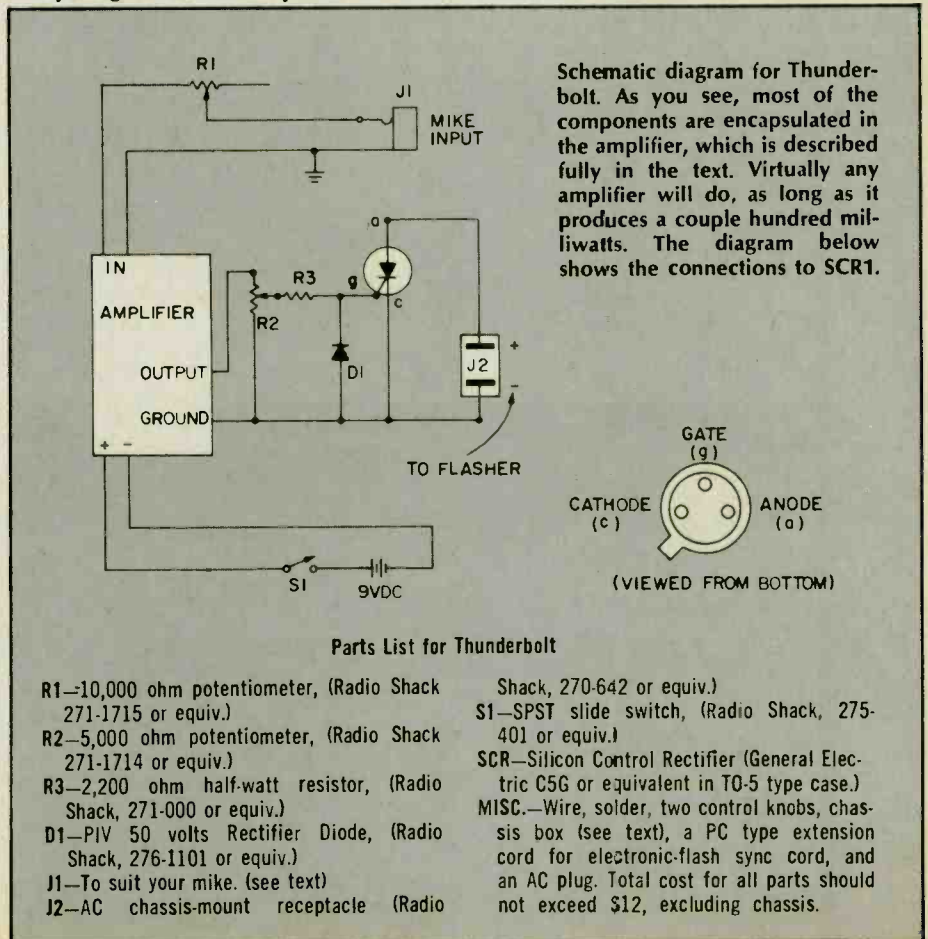 R1
J1
MIKE
INPUT
Schematic diagram for Thunder-
bolt. As you see, most of the
components are encapsulated in
the amplifier, which is described
fully in the text. Virtually any
amplifier will do, as long as it
produces a couple hundred mil-
liwatts. The diagram below
shows the connections to SCR1.
IN
AMPLIFIER
OUTPUT
GROUND
+ −
R2
R3
g
a
c
D1
J2
+
−
TO FLASHER
S1
9VDC
GATE
(g)
CATHODE
(c)
ANODE
(a)
(VIEWED FROM BOTTOM)
Parts List for Thunderbolt
R1—10,000 ohm potentiometer, (Radio Shack
271-1715 or equiv.)
R2—5,000 ohm potentiometer, (Radio Shack
271-1714 or equiv.)
R3—2,200 ohm half-watt resistor, (Radio
Shack, 271-000 or equiv.)
D1—PIV 50 volts Rectifier Diode, (Radio
Shack, 276-1101 or equiv.)
J1—To suit your mike. (see text)
J2—AC chassis-mount receptacle (Radio
Shack, 270-642 or equiv.)
S1—SPST slide switch, (Radio Shack, 275-
401 or equiv.)
SCR—Silicon Control Rectifier (General Elec-
tric C5G or equivalent in TO-5 type case.)
MISC.—Wire, solder, two control knobs, chas-
sis box (see text), a PC type extension
cord for electronic-flash sync cord, and
an AC plug. Total cost for all parts should
not exceed $12, excluding chassis.